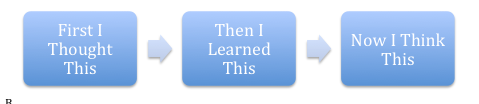 First I
Thought
This
Then I
Learned
This
Now I Think
This
R